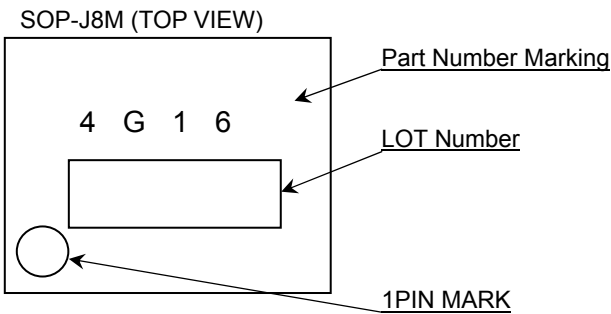 SOP-J8M (TOP VIEW)
Part Number Marking
4 G 1 6
LOT Number
1PIN MARK